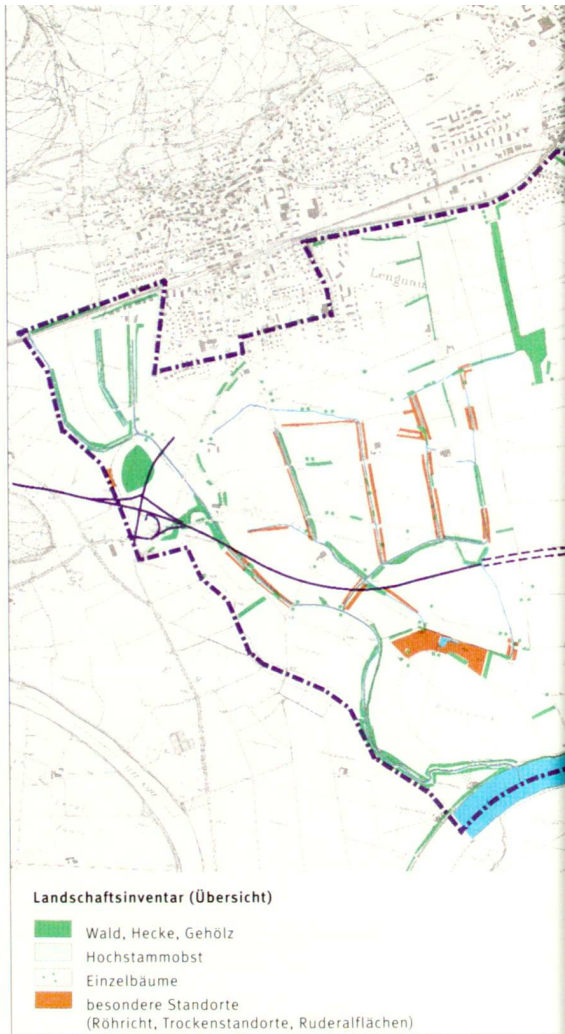 Lengnau
Landschaftsinventar (Übersicht)
Wald, Hecke, Gehölz
Hochstammobst
Einzelbäume
besondere Standorte
(Röhricht, Trockenstandorte, Ruderalflächen)